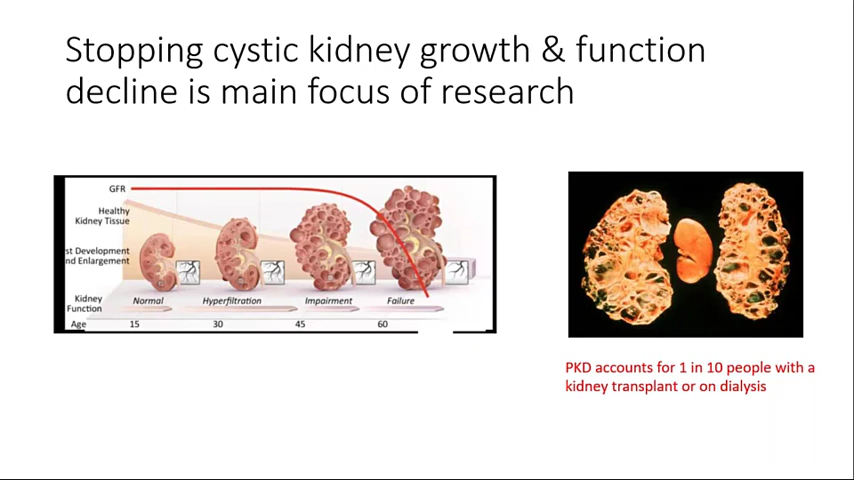 Stopping cystic kidney growth & function
decline is main focus of research
GFR
Healthy
Kidney Tissue
st Development
nd Enlargement
Kidney
Function
Normal
Hyperfiltration
Impairment
Failure
Age
15
30
45
60
PKD accounts for 1 in 10 people with a
kidney transplant or on dialysis